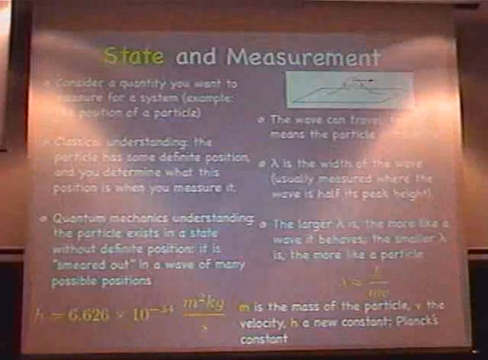 State and Measurement
Consider a quantity you want to
measure for a system (example:
the position of a particle)
Classical understanding: the
particle has some definite position,
and you determine what this
position is when you measure it.
Quantum mechanics understanding:
the particle exists in a state
without definite position: it is
"smeared out" in a wave of many
possible positions
h = 6.626 × 10^{-34} m²kg/s
The wave can travel,
means the particle
λ is the width of the wave
(usually measured where the
wave is half its peak height)
The larger λ is, the more like a
wave it behaves; the smaller λ
is, the more like a particle
m is the mass of the particle, v the
velocity, h a new constant: Planck's
constant